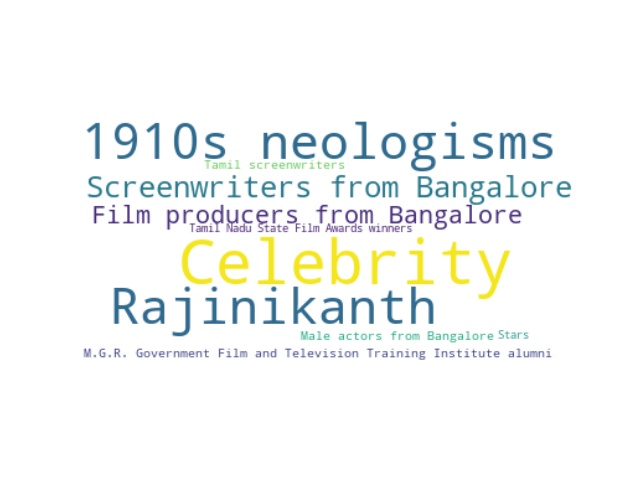 1910s neologisms
Tamil screenwriters
Screenwriters from Bangalore
Film producers from Bangalore
Tamil Nadu State Film Awards winners
Celebrity
Rajinikanth
Male actors from Bangalore
Stars
M.G.R. Government Film and Television Training Institute alumni